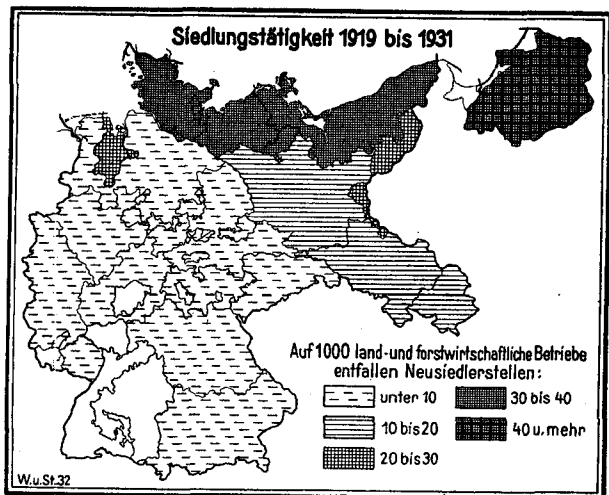 Siedlungstätigkeit 1919 bis 1931
Auf 1000 land- und forstwirtschaftliche Betriebe
entfallen Neusiedlerstellen:
unter 10
30 bis 40
10 bis 20
40 u. mehr
20 bis 30
W.u.St.32